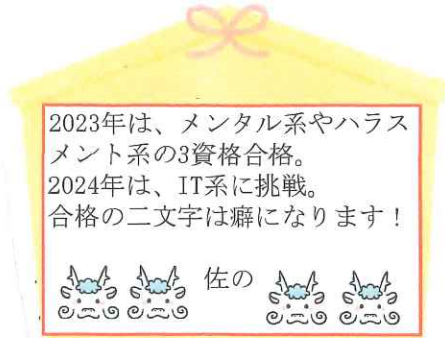 2023年は、メンタル系やハラス
メント系の3資格合格。
2024年は、IT系に挑戦。
合格の二文字は癖になります！
佐の